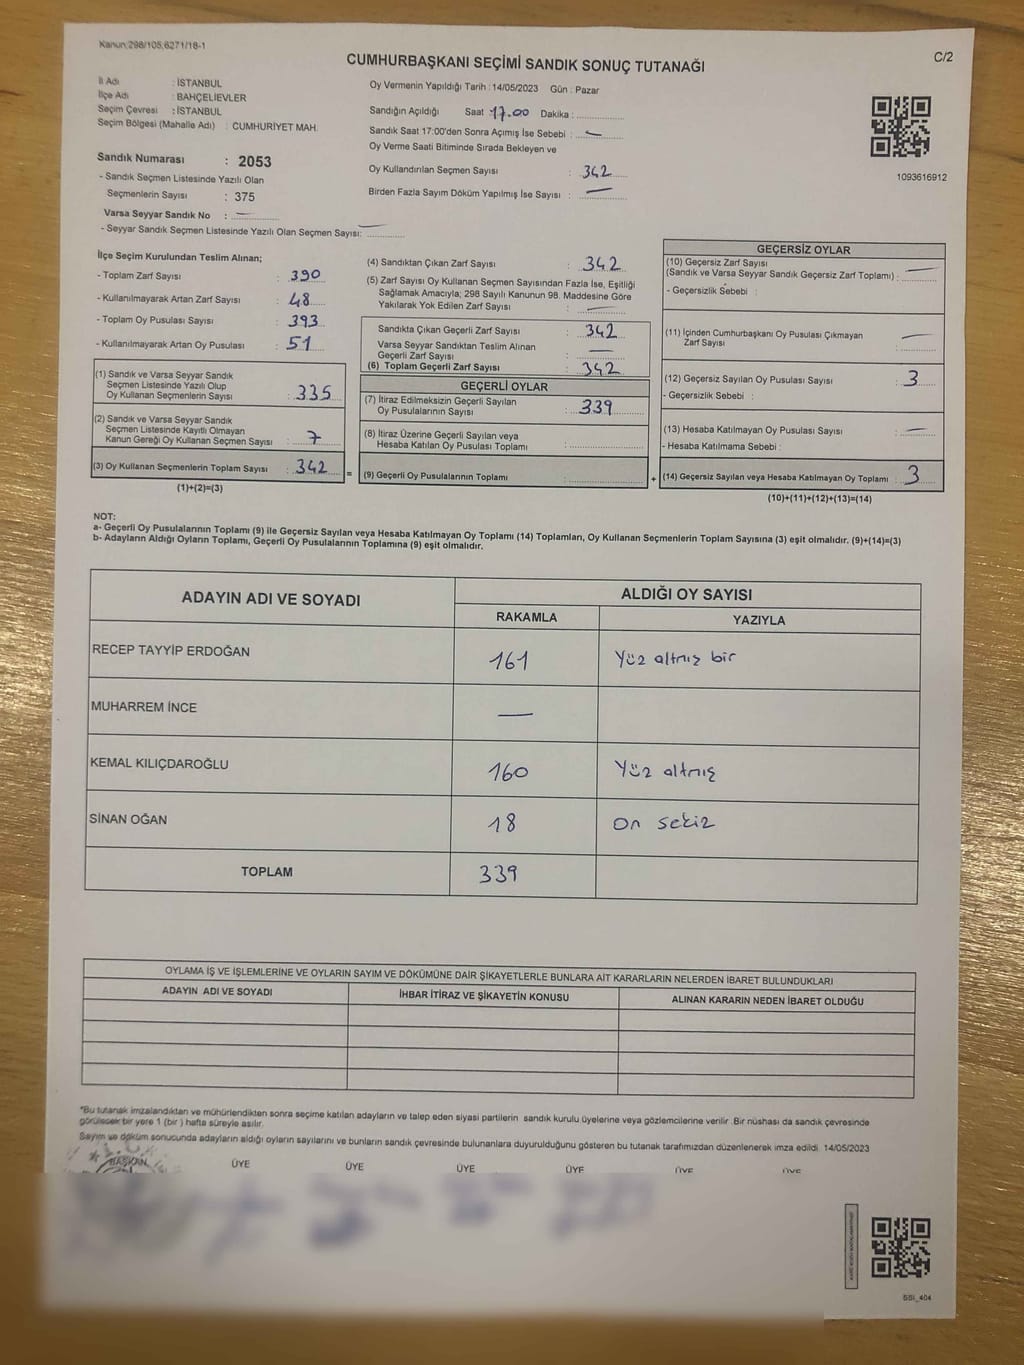 Kanun:298/105,6271/18-1
C/2
CUMHURBAŞKANI SEÇİMİ SANDIK SONUÇ TUTANAĞI
İl Adı : İSTANBUL
İlçe Adı : BAHÇELİEVLER
Seçim Çevresi : İSTANBUL
Seçim Bölgesi (Mahalle Adı) : CUMHURİYET MAH.
Sandık Numarası : 2053
- Sandık Seçmen Listesinde Yazılı Olan
Seçmenlerin Sayısı : 375
Varsa Seyyar Sandık No : —
- Seyyar Sandık Seçmen Listesinde Yazılı Olan Seçmen Sayısı: —
Oy Vermenin Yapıldığı Tarih : 14/05/2023 Gün : Pazar
Sandığın Açıldığı Saat 17.00 Dakika :
Sandık Saat 17:00'den Sonra Açımış İse Sebebi : —
Oy Verme Saati Bitiminde Sırada Bekleyen ve
Oy Kullandırılan Seçmen Sayısı : 342
Birden Fazla Sayım Döküm Yapılmış İse Sayısı : —
1093616912
İlçe Seçim Kurulundan Teslim Alınan;
- Toplam Zarf Sayısı : 390
- Kullanılmayarak Artan Zarf Sayısı : 48
- Toplam Oy Pusulası Sayısı : 393
- Kullanılmayarak Artan Oy Pusulası : 51
(1) Sandık ve Varsa Seyyar Sandık
Seçmen Listesinde Yazılı Olup
Oy Kullanan Seçmenlerin Sayısı : 335
(2) Sandık ve Varsa Seyyar Sandık
Seçmen Listesinde Kayıtlı Olmayan
Kanun Gereği Oy Kullanan Seçmen Sayısı : 7
(3) Oy Kullanan Seçmenlerin Toplam Sayısı : 342 =
(1)+(2)=(3)
(4) Sandıktan Çıkan Zarf Sayısı : 342
(5) Zarf Sayısı Oy Kullanan Seçmen Sayısından Fazla İse, Eşitliği
Sağlamak Amacıyla; 298 Sayılı Kanunun 98. Maddesine Göre
Yakılarak Yok Edilen Zarf Sayısı : —
Sandıkta Çıkan Geçerli Zarf Sayısı : 342
Varsa Seyyar Sandıktan Teslim Alınan
Geçerli Zarf Sayısı : —
(6) Toplam Geçerli Zarf Sayısı : 342
GEÇERLİ OYLAR
(7) İtiraz Edilmeksizin Geçerli Sayılan
Oy Pusulalarının Sayısı : 339
(8) İtiraz Üzerine Geçerli Sayılan veya
Hesaba Katılan Oy Pusulası Toplamı :
(9) Geçerli Oy Pusulalarının Toplamı : +
GEÇERSİZ OYLAR
(10) Geçersiz Zarf Sayısı
(Sandık ve Varsa Seyyar Sandık Geçersiz Zarf Toplamı) : —
- Geçersizlik Sebebi :
(11) İçinden Cumhurbaşkanı Oy Pusulası Çıkmayan
Zarf Sayısı : —
(12) Geçersiz Sayılan Oy Pusulası Sayısı : 3
- Geçersizlik Sebebi :
(13) Hesaba Katılmayan Oy Pusulası Sayısı : —
- Hesaba Katılmama Sebebi :
(14) Geçersiz Sayılan veya Hesaba Katılmayan Oy Toplamı : 3
(10)+(11)+(12)+(13)=(14)
NOT:
a- Geçerli Oy Pusulalarının Toplamı (9) ile Geçersiz Sayılan veya Hesaba Katılmayan Oy Toplamı (14) Toplamları, Oy Kullanan Seçmenlerin Toplam Sayısına (3) eşit olmalıdır. (9)+(14)=(3)
b- Adayların Aldığı Oyların Toplamı, Geçerli Oy Pusulalarının Toplamına (9) eşit olmalıdır.
ADAYIN ADI VE SOYADI
ALDIĞI OY SAYISI
RAKAMLA YAZIYLA
RECEP TAYYİP ERDOĞAN 161 Yüz altmış bir
MUHARREM İNCE —
KEMAL KILIÇDAROĞLU 160 Yüz altmış
SİNAN OĞAN 18 On sekiz
TOPLAM 339
OYLAMA İŞ VE İŞLEMLERİNE VE OYLARIN SAYIM VE DÖKÜMÜNE DAİR ŞİKAYETLERLE BUNLARA AİT KARARLARIN NELERDEN İBARET BULUNDUKLARI
ADAYIN ADI VE SOYADI İHBAR İTİRAZ VE ŞİKAYETİN KONUSU ALINAN KARARIN NEDEN İBARET OLDUĞU
*Bu tutanak imzalandıktan ve mühürlendikten sonra seçime katılan adayların ve talep eden siyasi partilerin sandık kurulu üyelerine veya gözlemcilerine verilir. Bir nüshası da sandık çevresinde
görülecek bir yere 1 (bir ) hafta süreyle asılır.
Sayım ve döküm sonucunda adayların aldığı oyların sayılarını ve bunların sandık çevresinde bulunanlara duyurulduğunu gösteren bu tutanak tarafımızdan düzenlenerek imza edildi. 14/05/2023
BAŞKAN ÜYE ÜYE ÜYE ÜYE ÜYE ÜYE
SSI_404